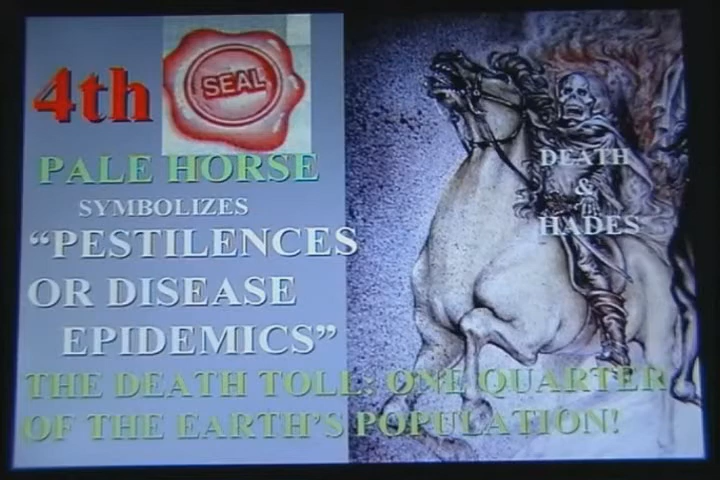 4th
SEAL
PALE HORSE
SYMBOLIZES
“PESTILENCES
OR DISEASE
EPIDEMICS”
DEATH
&
HADES
THE DEATH TOLL: ONE QUARTER
OF THE EARTH’S POPULATION!